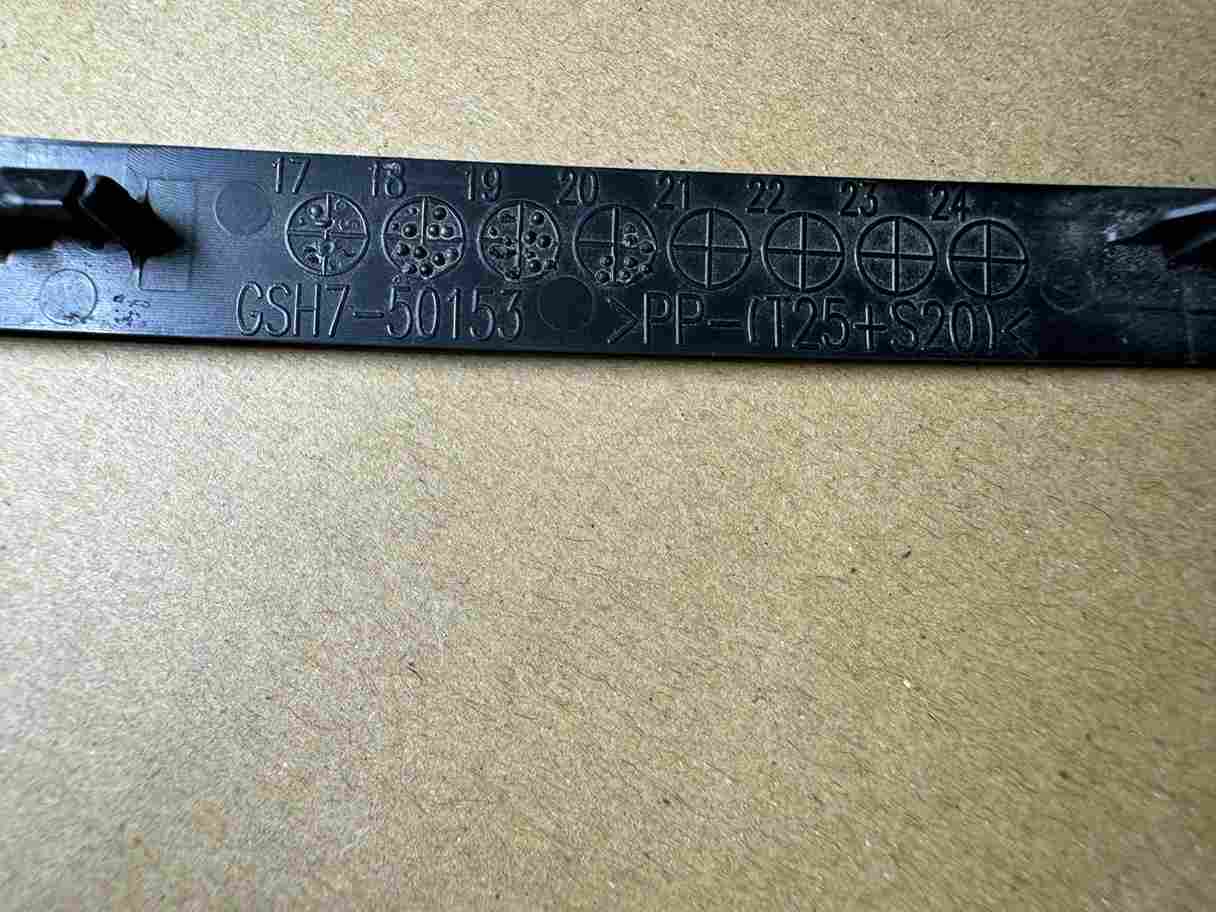 17 18 19 20 21 22 23 24
GSH7-50153 >PP-(T25+S20)<